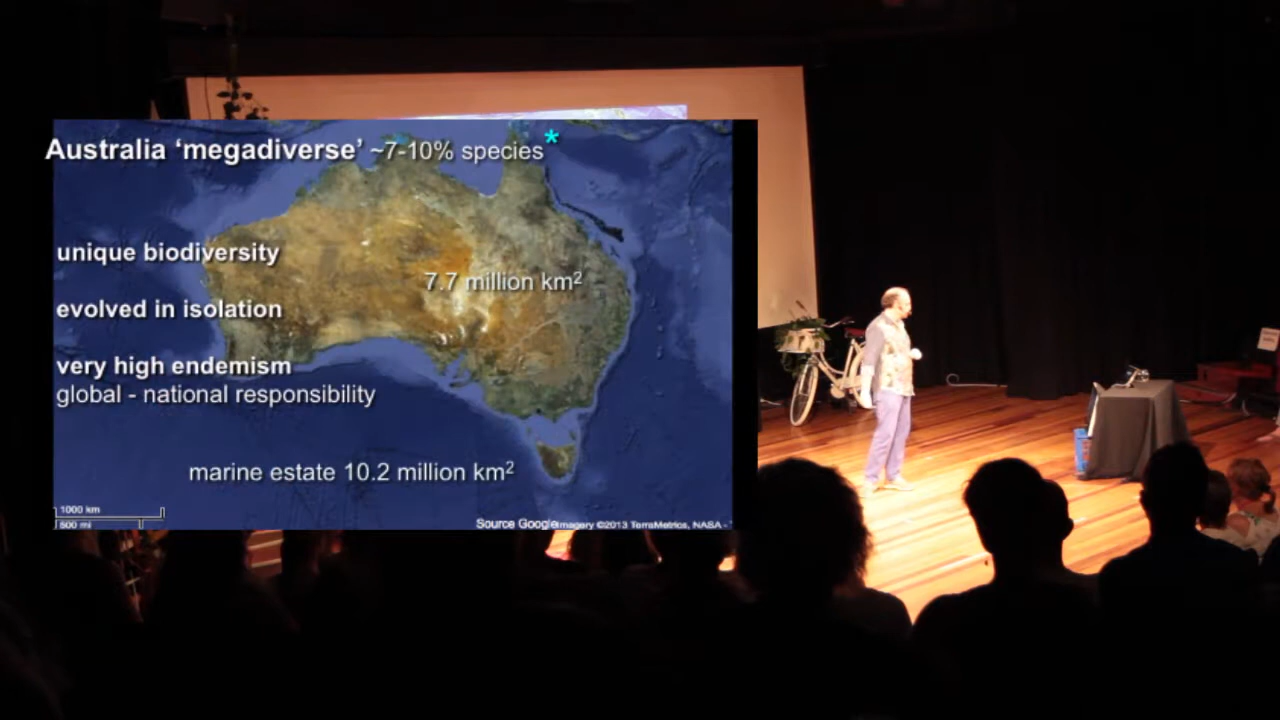 Australia ‘megadiverse’ ~7-10% species*
unique biodiversity
7.7 million km²
evolved in isolation
very high endemism
global - national responsibility
marine estate 10.2 million km²
1000 km
500 mi
Source Google Imagery ©2013 TerraMetrics, NASA -